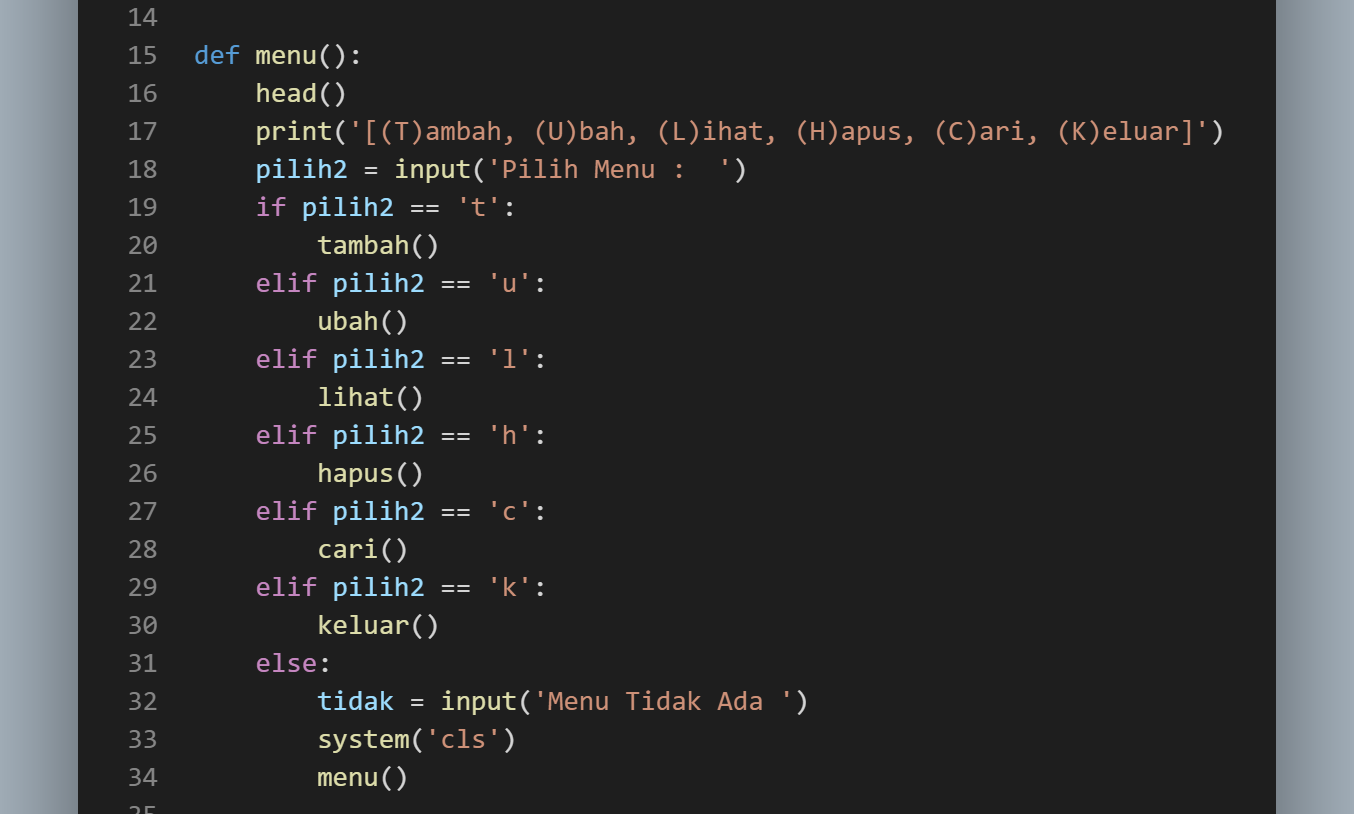 14
15 def menu():
16     head()
17     print('[(T)ambah, (U)bah, (L)ihat, (H)apus, (C)ari, (K)eluar]')
18     pilih2 = input('Pilih Menu :  ')
19     if pilih2 == 't':
20         tambah()
21     elif pilih2 == 'u':
22         ubah()
23     elif pilih2 == 'l':
24         lihat()
25     elif pilih2 == 'h':
26         hapus()
27     elif pilih2 == 'c':
28         cari()
29     elif pilih2 == 'k':
30         keluar()
31     else:
32         tidak = input('Menu Tidak Ada ')
33         system('cls')
34         menu()
35